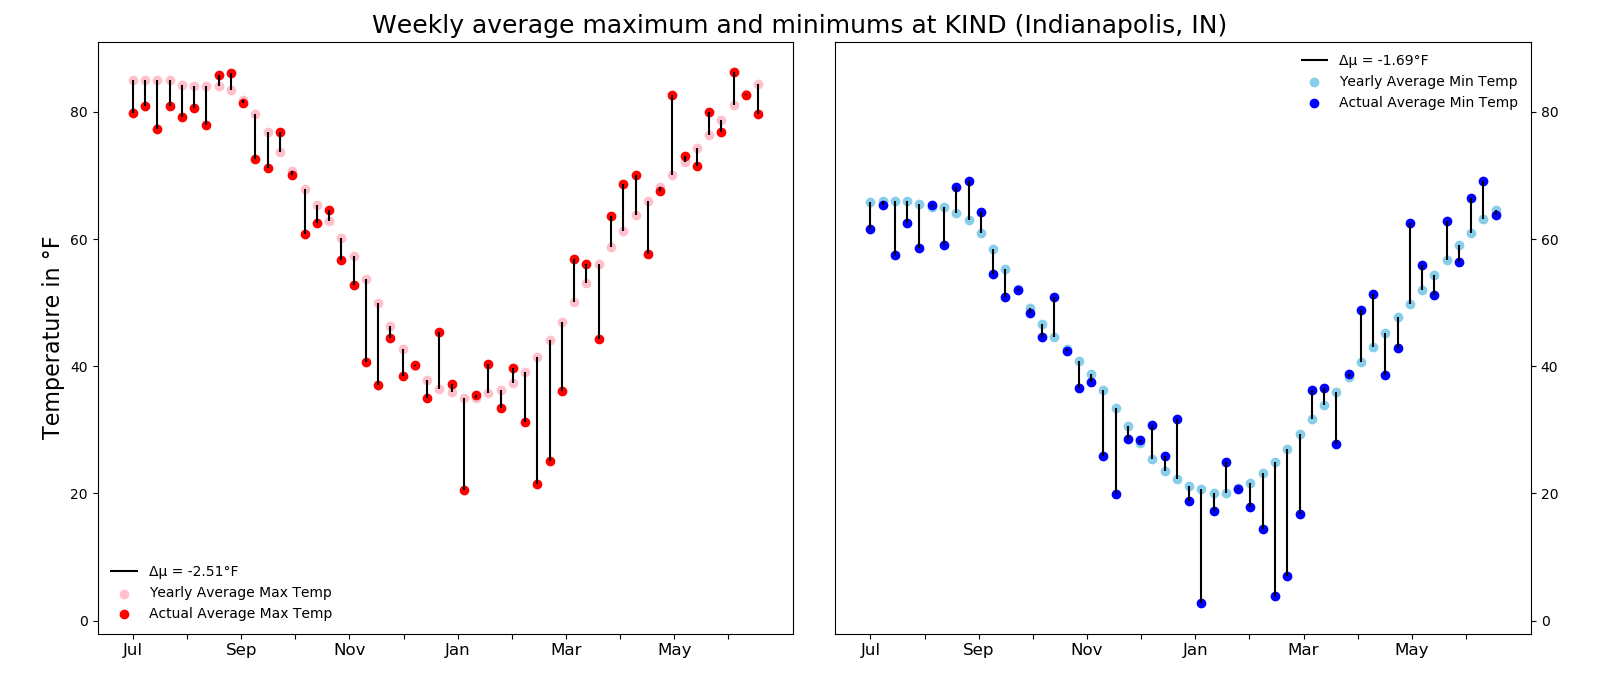 Weekly average maximum and minimums at KIND (Indianapolis, IN)
Temperature in °F
80
60
40
20
0
Δμ = -2.51°F
Yearly Average Max Temp
Actual Average Max Temp
Jul Sep Nov Jan Mar May
Δμ = -1.69°F
Yearly Average Min Temp
Actual Average Min Temp
80
60
40
20
0
Jul Sep Nov Jan Mar May